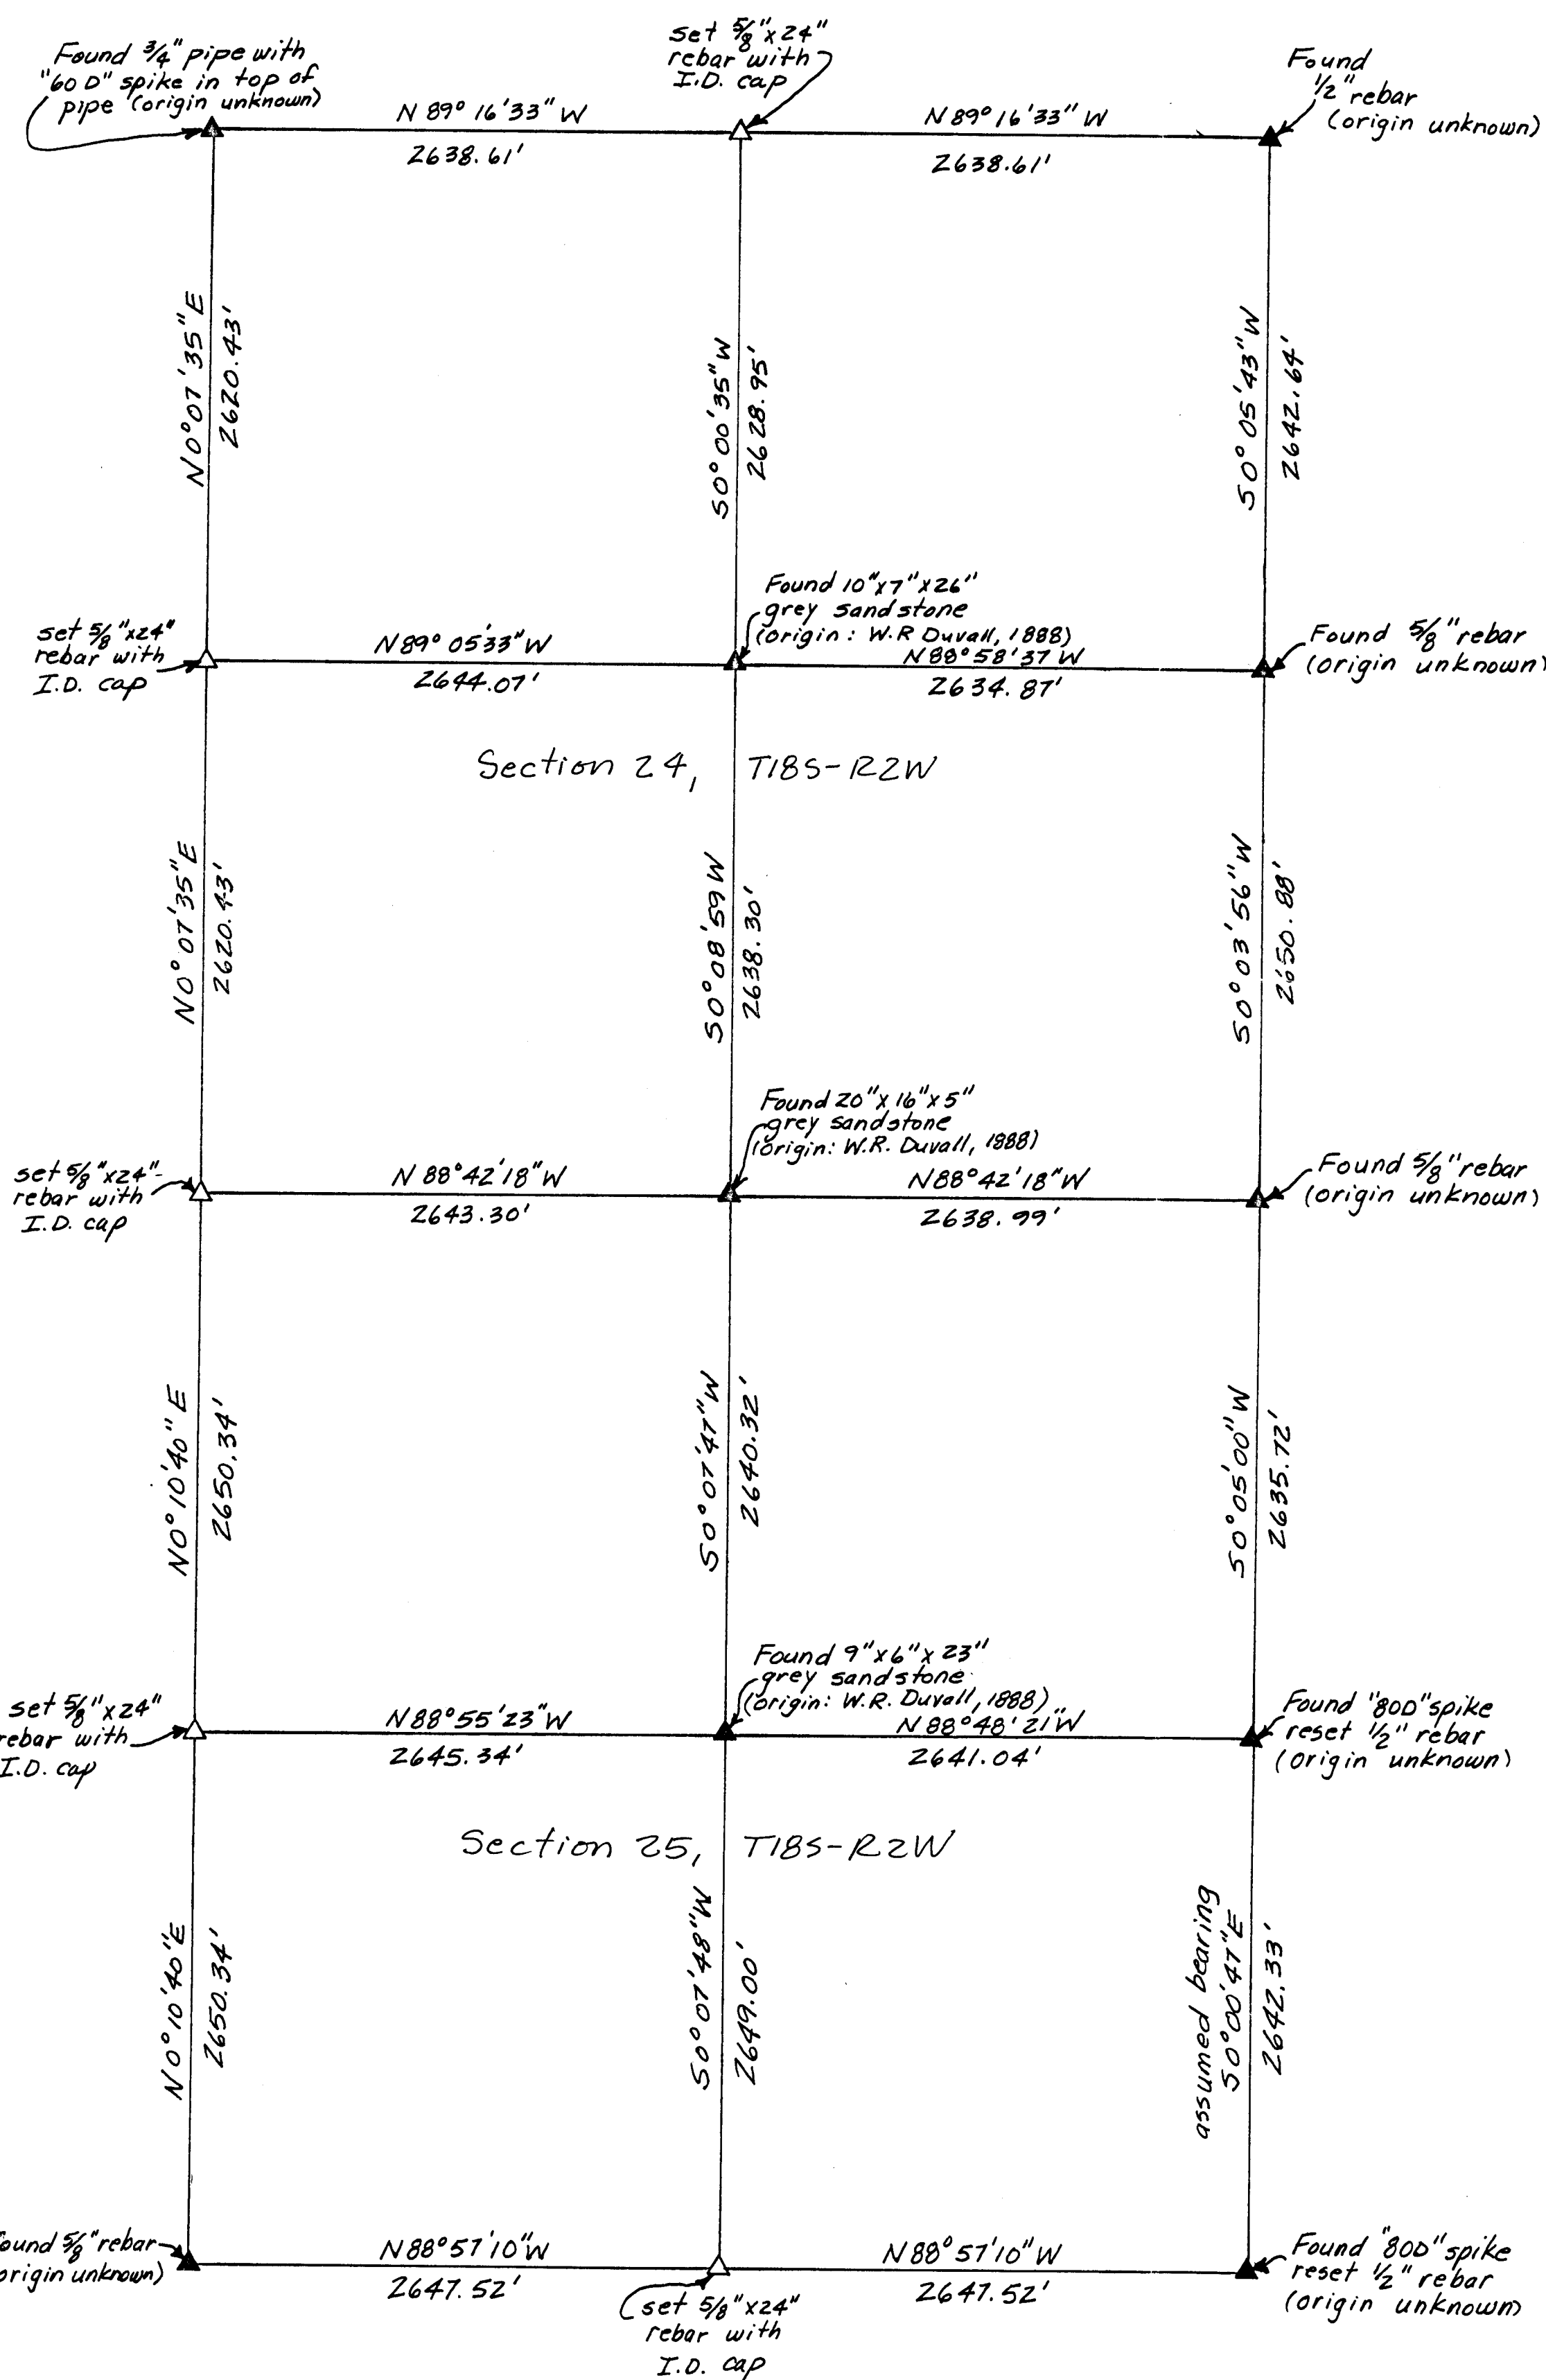 Found 3/4" pipe with
"60 D" spike in top of
pipe (origin unknown)
set 5/8" x 24"
rebar with
I.D. cap
Found
1/2" rebar
(origin unknown)
N 89° 16'33" W
2638.61'
N 89° 16'33" W
2638.61'
N0°07'35"E
2620.43'
S0°00'35"W
2628.95'
S0°05'43"W
2642.64'
set 5/8"x24"
rebar with
I.D. cap
N89° 05'33"W
2644.07'
Found 10"x7"x26"
grey sandstone
(origin: W.R Duvall, 1888)
N88°58'37 W
2634.87'
Found 5/8" rebar
(origin unknown)
Section 24, T18S-R2W
N0°07'35"E
2620.43'
S0°08'59 W
2638.30'
S0°03'56"W
2650.88'
set 5/8"x24"
rebar with
I.D. cap
N 88°42'18"W
2643.30'
Found 20"x 16"x 5"
grey sandstone
(origin: W.R. Duvall, 1888)
N88°42'18"W
2638.99'
Found 5/8" rebar
(origin unknown)
N0°10'40" E
2650.34'
S0°07'47"W
2640.32'
S0°05'00"W
2635.72'
set 5/8" x 24"
rebar with
I.D. cap
N88°55'23"W
2645.34'
Found 9"x6"x 23"
grey sandstone
(origin: W.R. Duvall, 1888)
N 88°48'21"W
2641.04'
Found "80D" spike
reset 1/2" rebar
(origin unknown)
Section 25, T18S-R2W
N0°10'40"E
2650.34'
S0°07'48"W
2649.00'
assumed bearing
S0°00'47"E
2642.33'
ound 5/8" rebar
origin unknown)
N88°57'10"W
2647.52'
set 5/8"x24"
rebar with
I.D. cap
N88°57'10"W
2647.52'
Found "80D" spike
reset 1/2" rebar
(origin unknown)